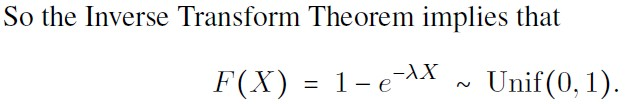 So the Inverse Transform Theorem implies that
F(X) = 1 − e^{−λX} ~ Unif(0, 1).